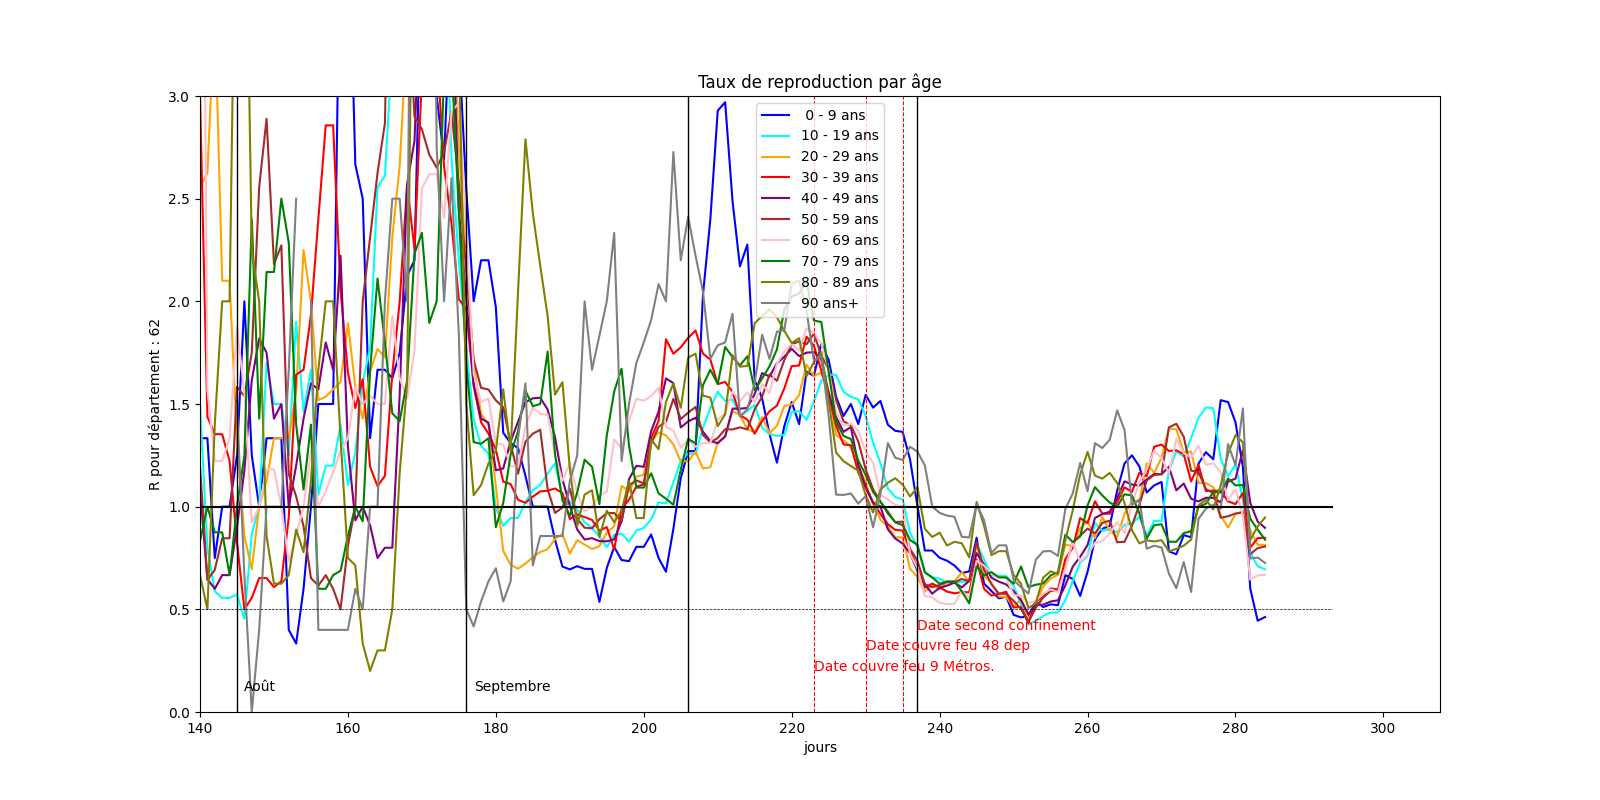 Taux de reproduction par âge
R pour département : 62
3.0
2.5
2.0
1.5
1.0
0.5
0.0
0 - 9 ans
10 - 19 ans
20 - 29 ans
30 - 39 ans
40 - 49 ans
50 - 59 ans
60 - 69 ans
70 - 79 ans
80 - 89 ans
90 ans+
Date second confinement
Date couvre feu 48 dep
Date couvre feu 9 Métros.
Août
Septembre
140
160
180
200
220
240
260
280
300
jours